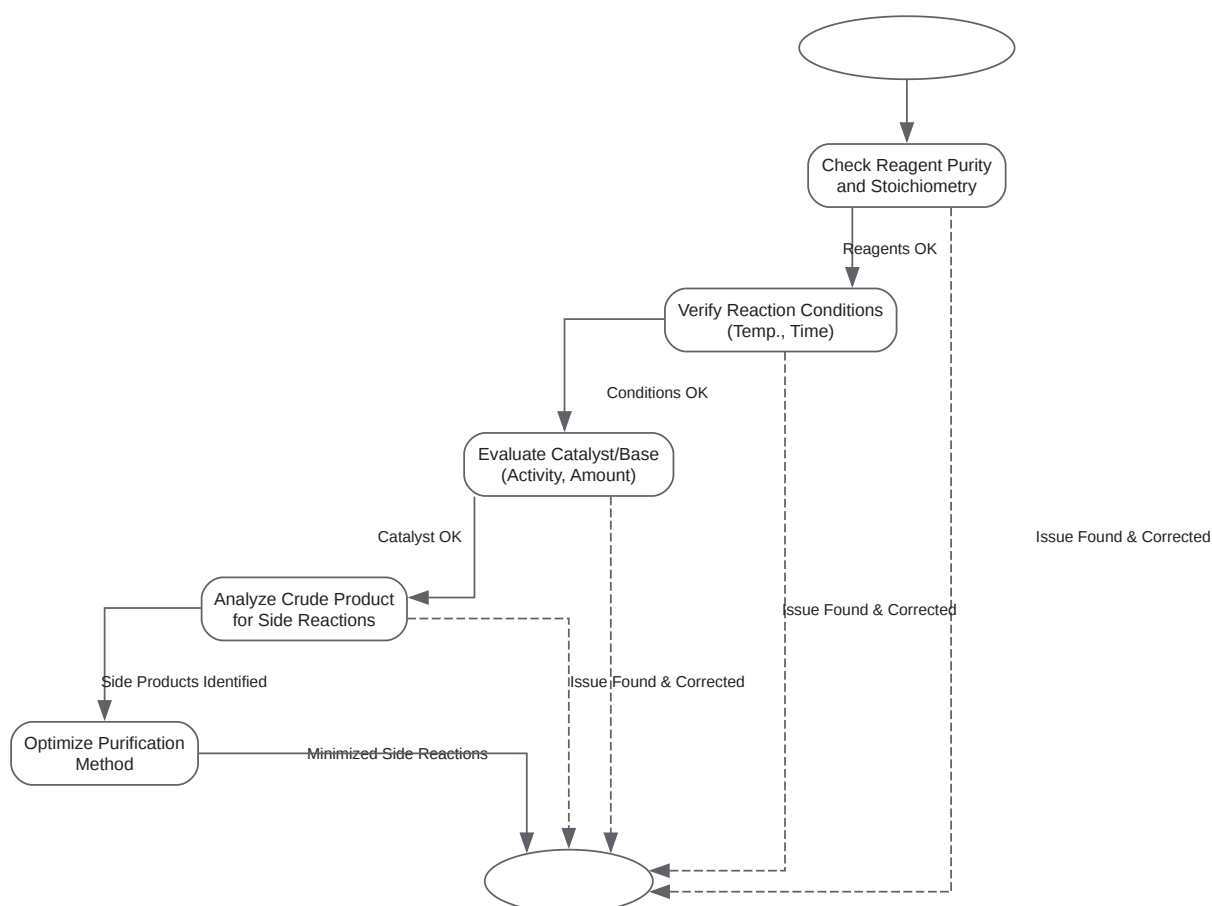 Check Reagent Purity
and Stoichiometry
Reagents OK
Verify Reaction Conditions
(Temp., Time)
Conditions OK
Evaluate Catalyst/Base
(Activity, Amount)
Catalyst OK
Issue Found & Corrected
Analyze Crude Product
for Side Reactions
Issue Found & Corrected
Side Products Identified
Issue Found & Corrected
Optimize Purification
Method
Minimized Side Reactions